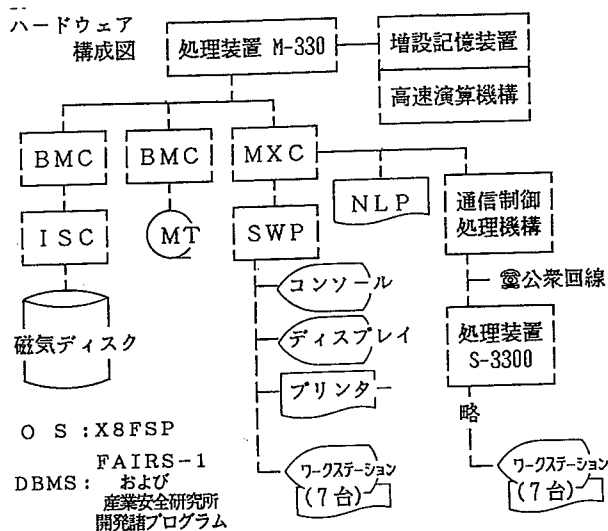 ハードウェア
構成図
処理装置 M-330
増設記憶装置
高速演算機構
BMC
BMC
MXC
ISC
MT
SWP
NLP
通信制御
処理機構
☎公衆回線
磁気ディスク
コンソール
ディスプレイ
プリンター
処理装置
S-3300
略
ワークステーション
(7台)
ワークステーション
(7台)
O S :X8FSP
DBMS: FAIRS-1
および
産業安全研究所
開発諸プログラム